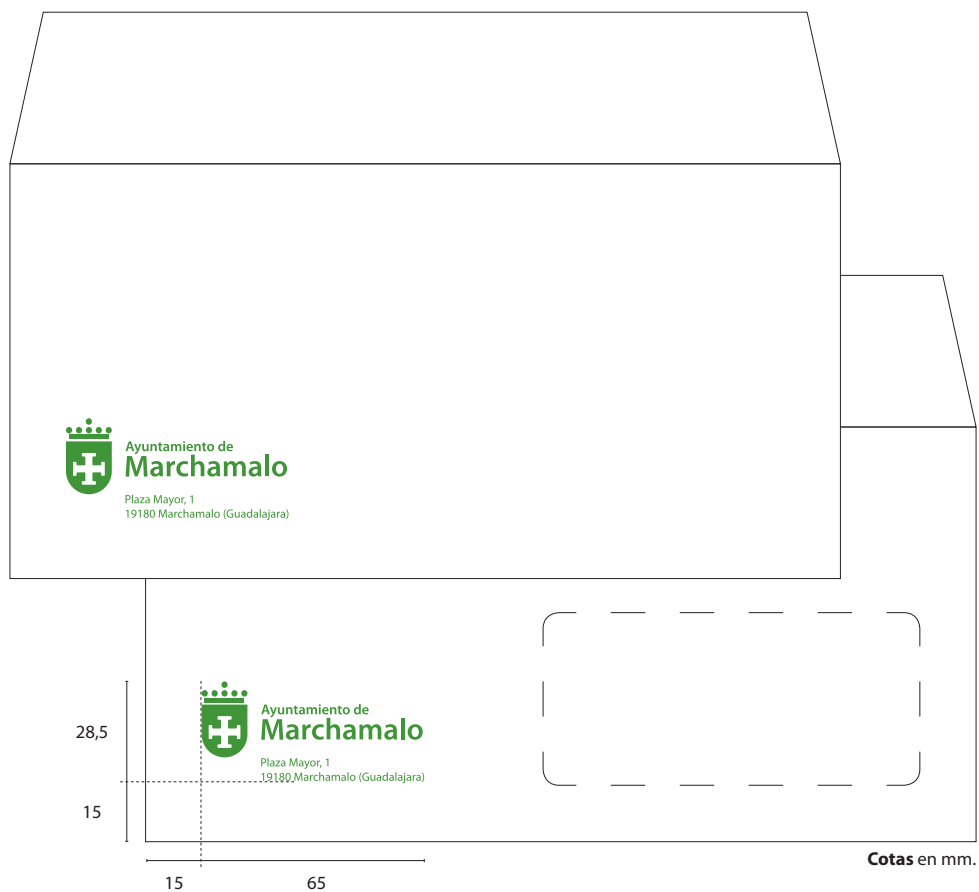 Ayuntamiento de
Marchamalo
Plaza Mayor, 1
19180 Marchamalo (Guadalajara)
Ayuntamiento de
Marchamalo
Plaza Mayor, 1
19180 Marchamalo (Guadalajara)
28,5
15
15 65
Cotas en mm.